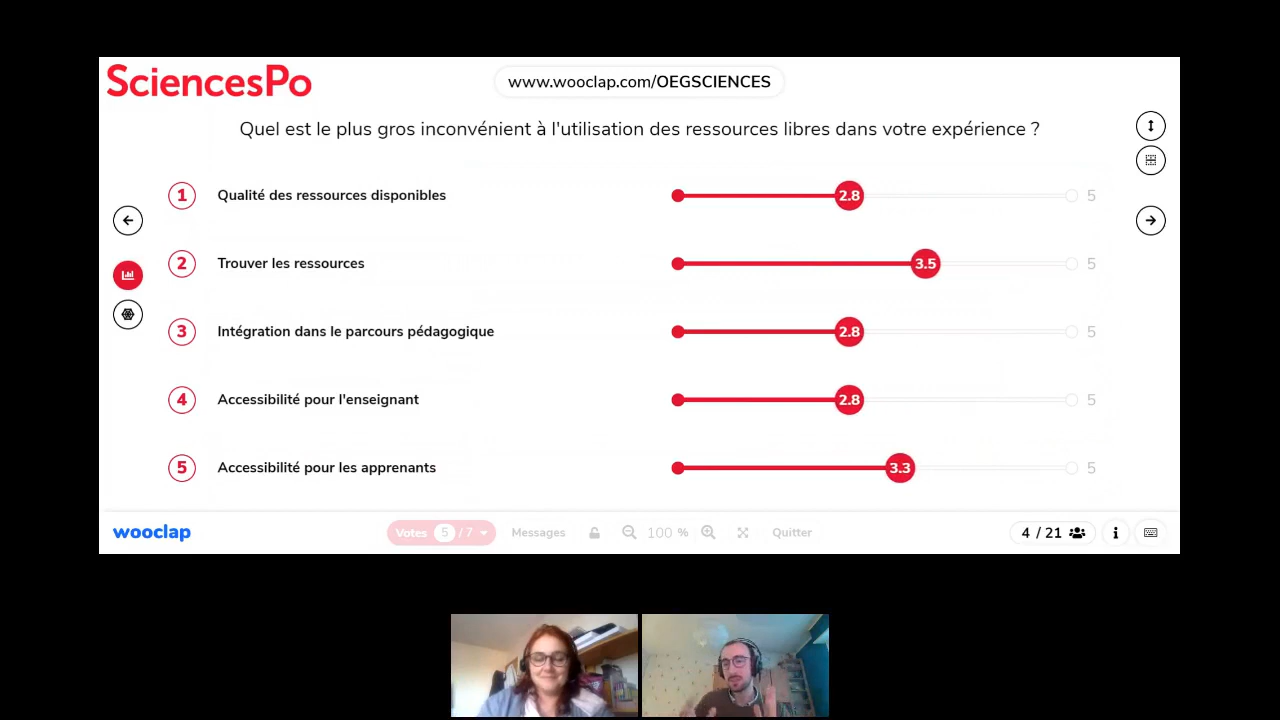 SciencesPo
www.wooclap.com/OEGSCIENCES
Quel est le plus gros inconvénient à l'utilisation des ressources libres dans votre expérience ?
1 Qualité des ressources disponibles 2.8 5
2 Trouver les ressources 3.5 5
3 Intégration dans le parcours pédagogique 2.8 5
4 Accessibilité pour l'enseignant 2.8 5
5 Accessibilité pour les apprenants 3.3 5
wooclap Votes 5 / 7 Messages 100 % Quitter 4 / 21